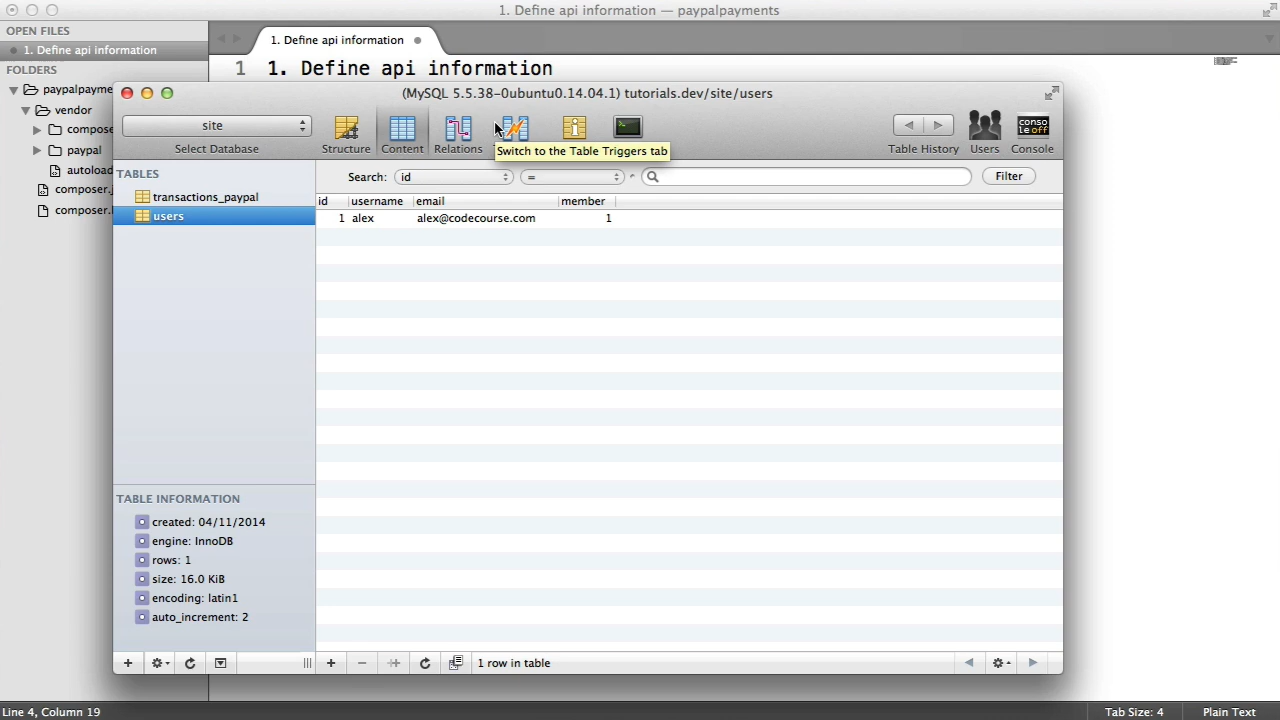 1. Define api information — paypalpayments
OPEN FILES
1. Define api information
FOLDERS
paypalpayme
vendor
compose
paypal
autoload
composer.j
composer.l
1. Define api information
1 1. Define api information
(MySQL 5.5.38-0ubuntu0.14.04.1) tutorials.dev/site/users
site
Select Database
Structure
Content
Relations
Table History
Users
Console
conso
le off
Switch to the Table Triggers tab
TABLES
transactions_paypal
users
Search: id = Filter
id username email member
1 alex alex@codecourse.com 1
TABLE INFORMATION
created: 04/11/2014
engine: InnoDB
rows: 1
size: 16.0 KiB
encoding: latin1
auto_increment: 2
1 row in table
Line 4, Column 19
Tab Size: 4
Plain Text